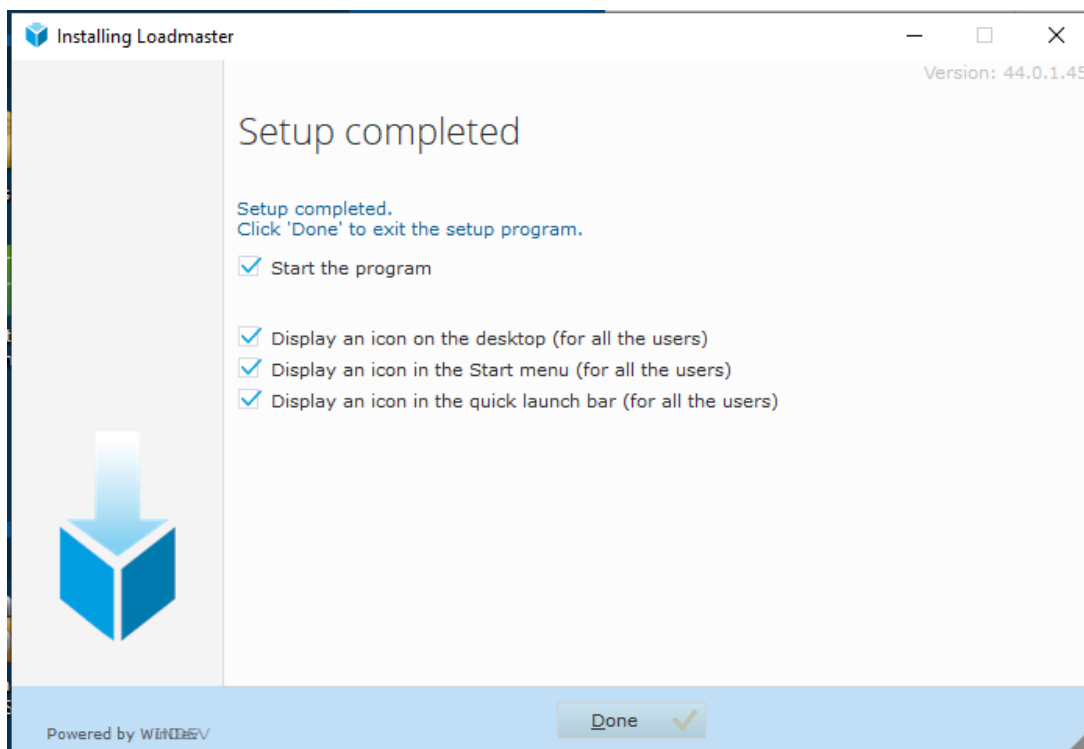 Installing Loadmaster
Version: 44.0.1.45
Setup completed
Setup completed.
Click 'Done' to exit the setup program.
Start the program
Display an icon on the desktop (for all the users)
Display an icon in the Start menu (for all the users)
Display an icon in the quick launch bar (for all the users)
Done
Powered by